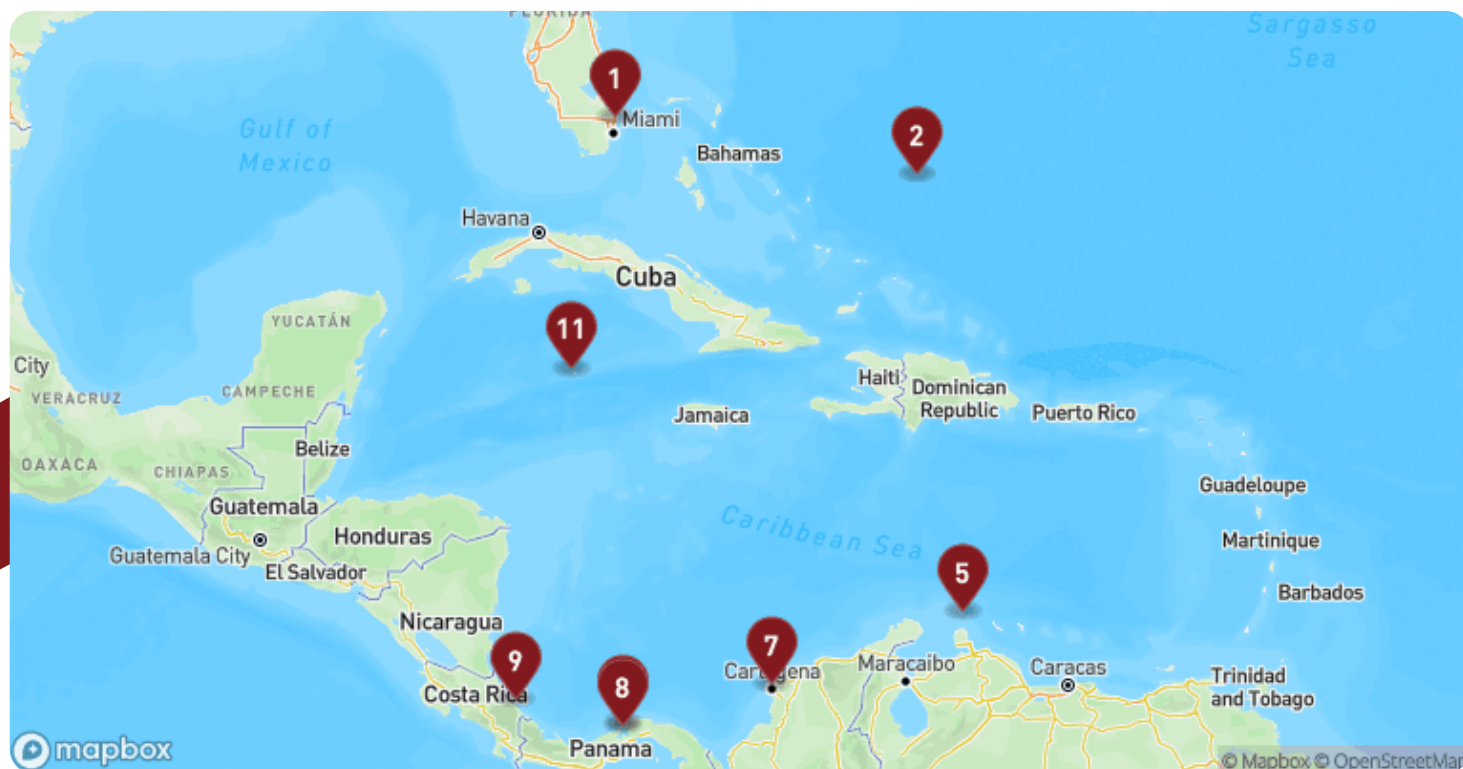 FLORIDA
Sargasso
Sea
1
Miami
Gulf of
Mexico
2
Bahamas
Havana
Cuba
YUCATÁN
11
City
CAMPECHE
VERACRUZ
Haiti
Dominican
Republic
Puerto Rico
Jamaica
Belize
OAXACA
CHIAPAS
Guadeloupe
Guatemala
Caribbean Sea
Honduras
Martinique
Guatemala City
El Salvador
5
Barbados
Nicaragua
7
9
Cartagena
Maracaibo
Caracas
8
Costa Rica
Trinidad
and Tobago
Panama
mapbox
© Mapbox © OpenStreetMap